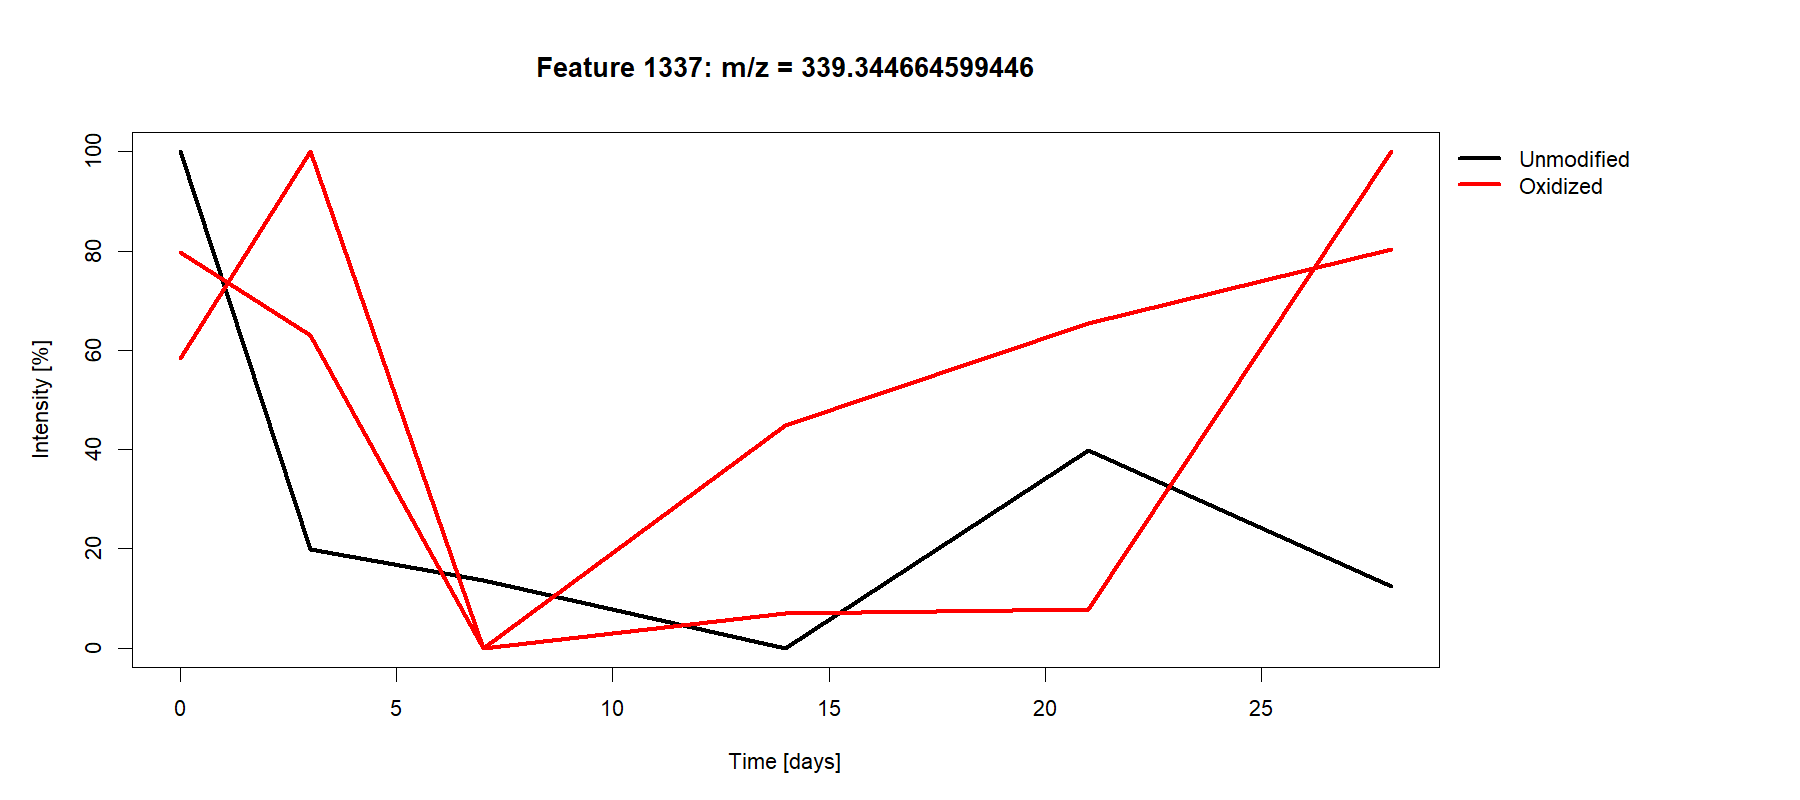 Feature 1337: m/z = 339.344664599446
Unmodified
Oxidized
Intensity [%]
100
80
60
40
20
0
0 5 10 15 20 25
Time [days]